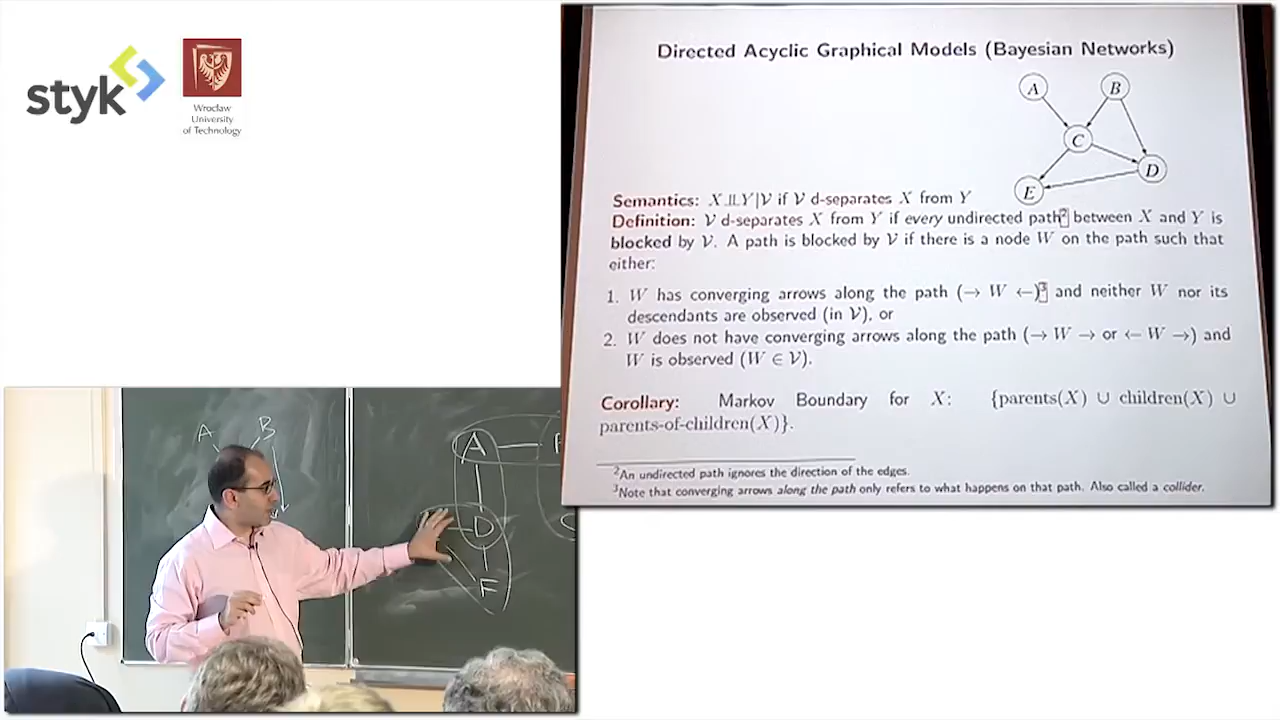 styk
Wrocław
University
of Technology
Directed Acyclic Graphical Models (Bayesian Networks)
A
B
C
D
E
Semantics: X⊥⊥Y|𝒱 if 𝒱 d-separates X from Y
Definition: 𝒱 d-separates X from Y if every undirected path² between X and Y is
blocked by 𝒱. A path is blocked by 𝒱 if there is a node W on the path such that
either:
1. W has converging arrows along the path (→ W ←)³ and neither W nor its
descendants are observed (in 𝒱), or
2. W does not have converging arrows along the path (→ W → or ← W →) and
W is observed (W ∈ 𝒱).
Corollary: Markov Boundary for X: {parents(X) ∪ children(X) ∪
parents-of-children(X)}.
²An undirected path ignores the direction of the edges.
³Note that converging arrows along the path only refers to what happens on that path. Also called a collider.
A B
A
D
F